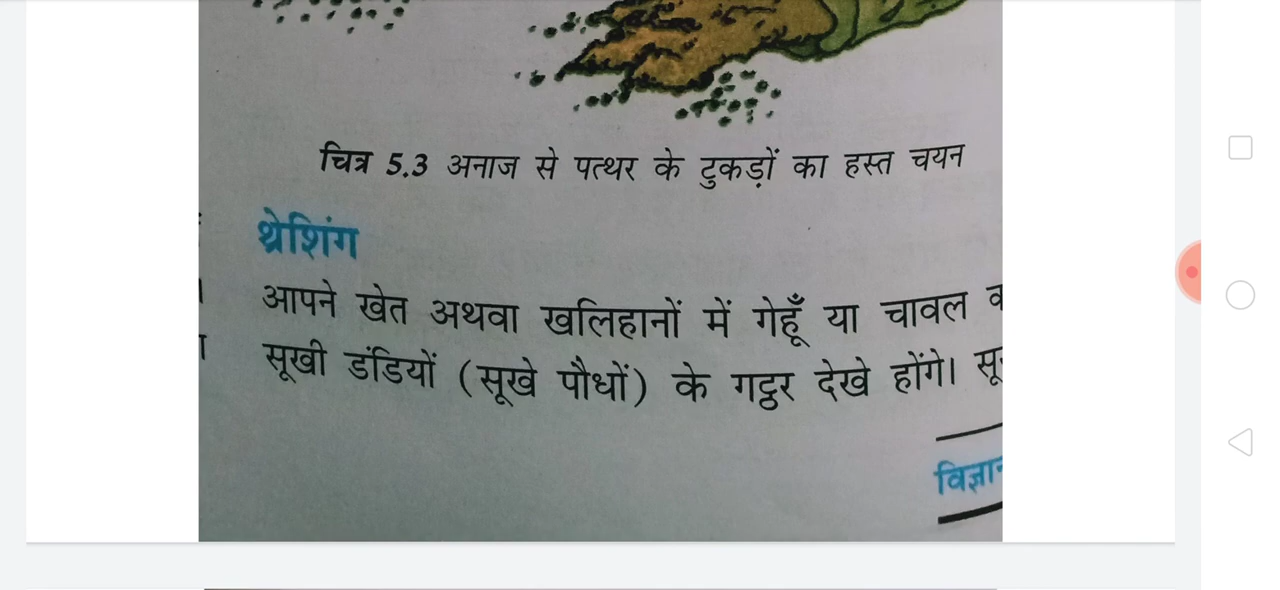 चित्र 5.3 अनाज से पत्थर के टुकड़ों का हस्त चयन
थ्रेशिंग
आपने खेत अथवा खलिहानों में गेहूँ या चावल
सूखी डंडियों (सूखे पौधों) के गट्ठर देखे होंगे।